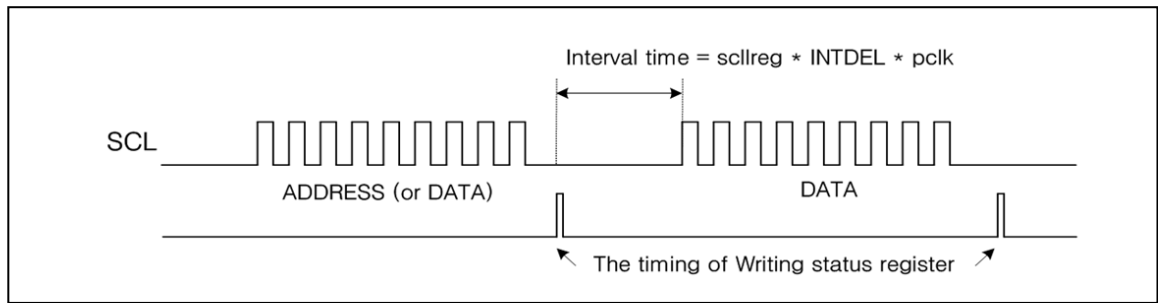 Interval time = scllreg * INTDEL * pclk
SCL
ADDRESS (or DATA)
DATA
The timing of Writing status register